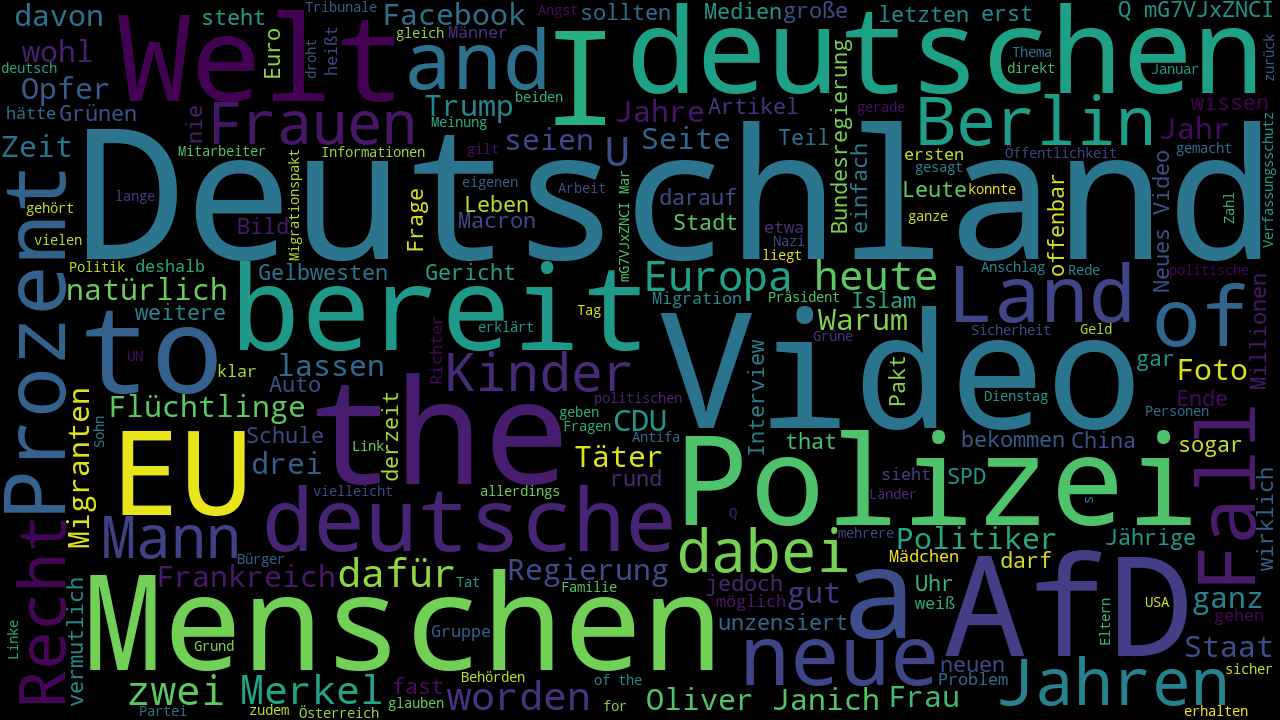 davon
steht
Tribunale
Facebook
Angst
sollten
Medien
große
letzten
erst
Q mG7VJxZNCI
wohl
Welt
Euro
droht
heißt
gleich
Männer
and
I
deutschen
Thema
direkt
Januar
zurück
deutsch
Opfer
hätte
Grünen
nie
Frauen
Trump
beiden
Meinung
Jahre
Artikel
Bundesregierung
gerade
Berlin
wissen
Jahr
Zeit
Mitarbeiter
Informationen
seien
gilt
U
Seite
Teil
ersten
gesagt
Öffentlichkeit
gemacht
Verfassungsschutz
Deutschland
lange
Migrationspakt
eigenen
Leben
Arbeit
mG7VJxZNCI Mar
darauf
einfach
Leute
konnte
offenbar
Neues Video
Zahl
gehört
vielen
Prozent
Bild
Frage
Macron
Stadt
etwa
Nazi
liegt
ganze
Politik
deshalb
natürlich
weitere
bereit
Gelbwesten
Gericht
erklärt
Tag
Europa
Migration
heute
Präsident
Islam
Warum
Grüne
Land
Anschlag
Rede
Sicherheit
Geld
politische
of
Millionen
to
UN
klar
lassen
Auto
Richter
Kinder
politischen
Video
Interview
Pakt
gar
Foto
Dienstag
Ende
Personen
Flüchtlinge
Migranten
Sohn
Schule
drei
the
Link
derzeit
geben
Fragen
CDU
Antifa
that
bekommen
China
sogar
EU
Täter
rund
Polizei
sieht
SPD
Länder
s
Fall
wirklich
vielleicht
allerdings
deutsche
Q
mehrere
Politiker
Jährige
Recht
Mann
Bürger
Frankreich
dafür
Tat
Regierung
Familie
dabei
Mädchen
darf
AfD
USA
ganz
gehen
vermutlich
Menschen
Grund
Gruppe
jedoch
möglich
gut
unzensiert
a
Uhr
weiß
Eltern
Linke
neue
neuen
Problem
Staat
sicher
zwei
Merkel
fast
glauben
Behörden
worden
of the
for
Oliver Janich
Frau
Jahren
erhalten
Partei
zudem
Österreich